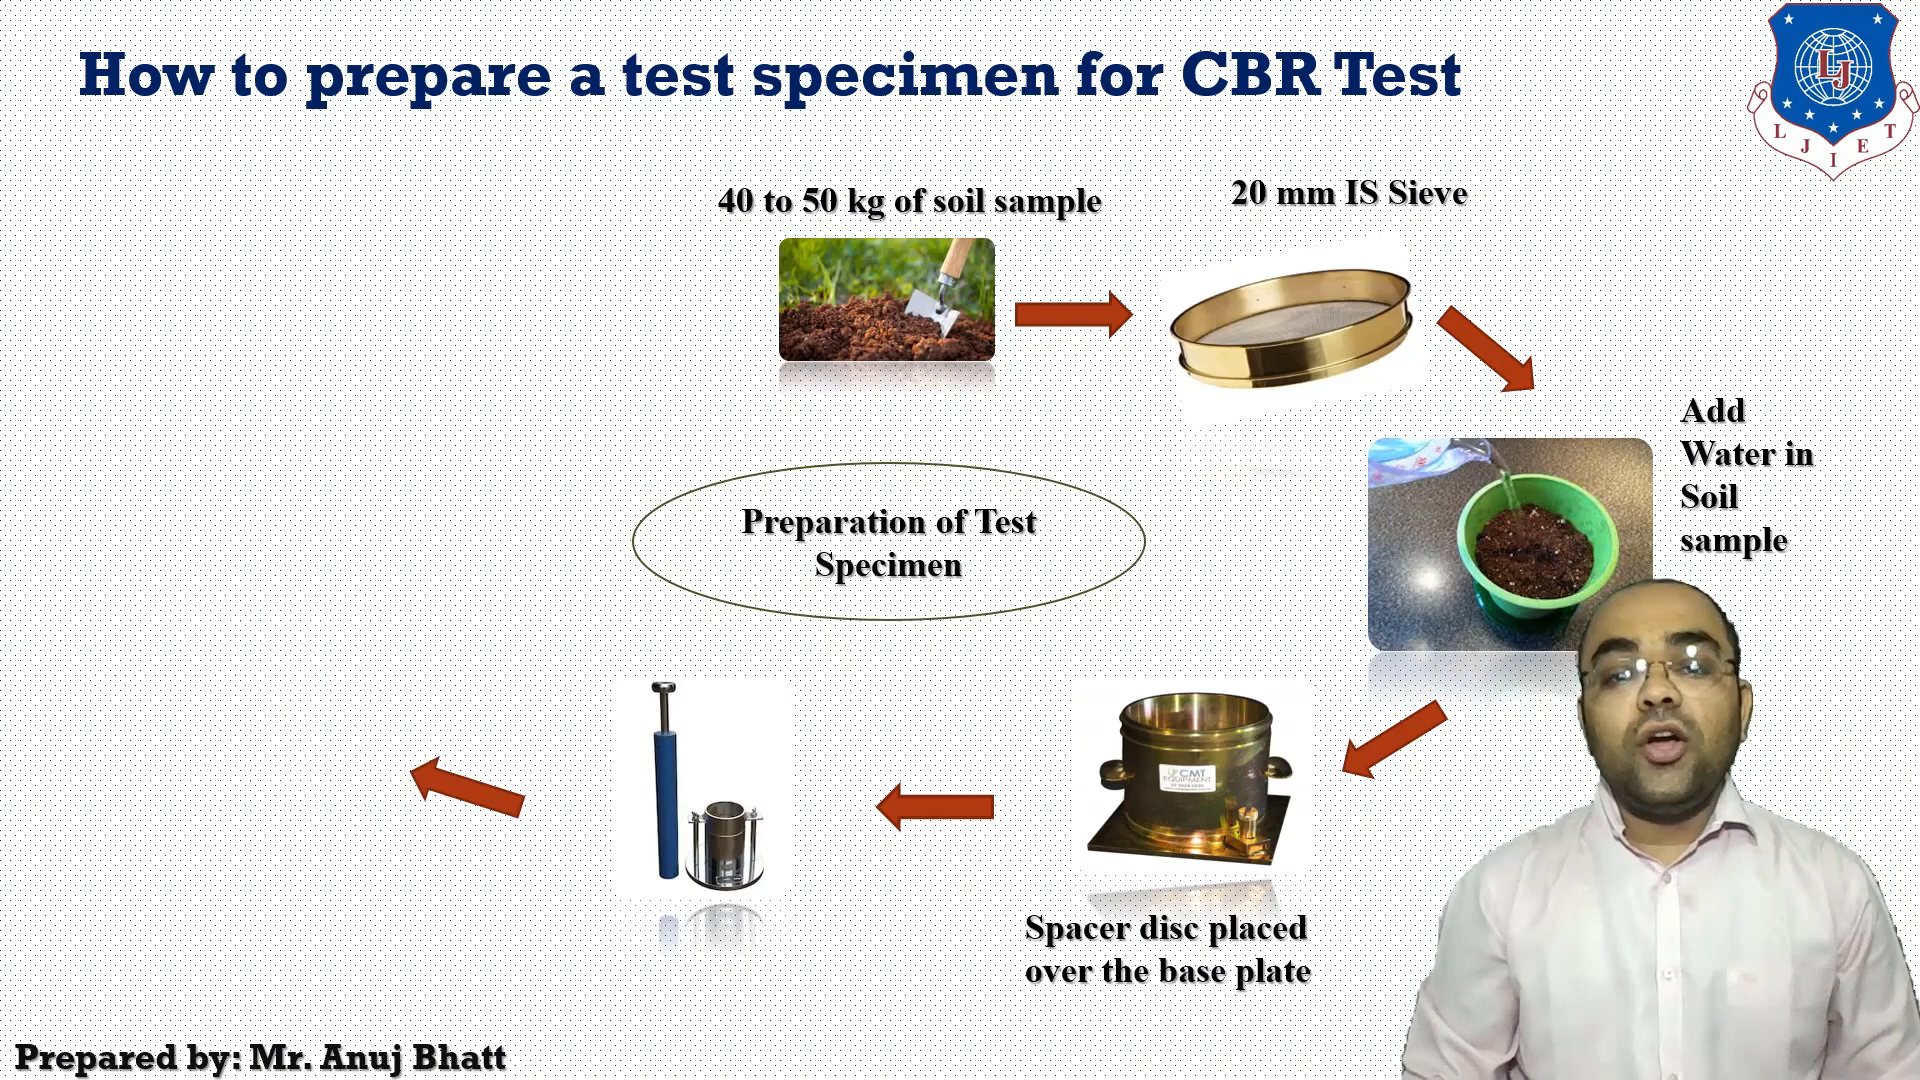 How to prepare a test specimen for CBR Test
L J
L J I E T
40 to 50 kg of soil sample
20 mm IS Sieve
Add
Water in
Soil
sample
Preparation of Test
Specimen
CMT
EQUIPMENT
Spacer disc placed
over the base plate
Prepared by: Mr. Anuj Bhatt